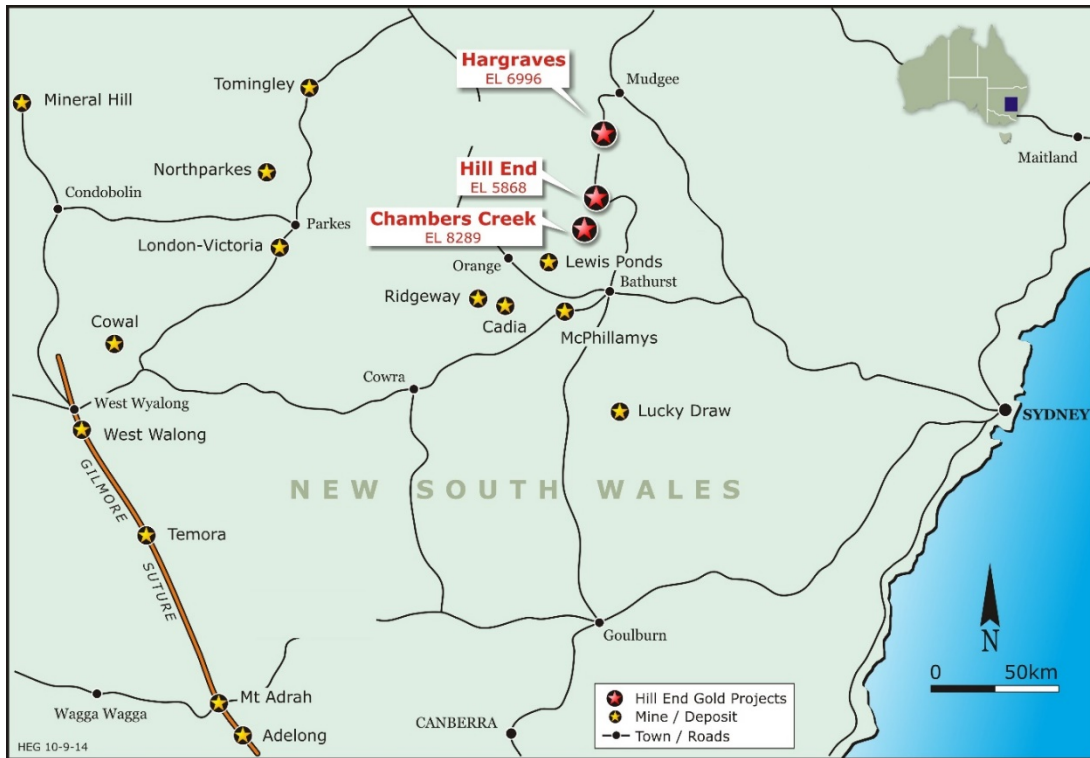 Hargraves
EL 6996
Mudgee
Tomingley
Mineral Hill
Maitland
Hill End
EL 5868
Northparkes
Condobolin
Chambers Creek
EL 8289
Parkes
London-Victoria
Orange
Lewis Ponds
Bathurst
Ridgeway
Cadia
McPhillamys
Cowal
Cowra
West Wyalong
Lucky Draw
SYDNEY
West Walong
NEW SOUTH WALES
GILMORE SUTURE
Temora
Goulburn
N
0 50km
Mt Adrah
Wagga Wagga
Adelong
CANBERRA
Hill End Gold Projects
Mine / Deposit
Town / Roads
HEG 10-9-14